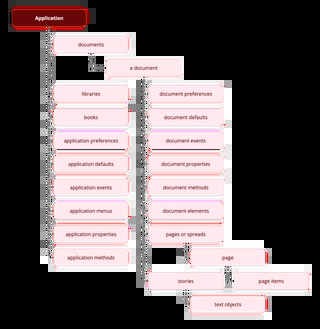 Application
documents
a document
libraries
document preferences
books
document defaults
application preferences
document events
application defaults
document properties
application events
document methods
application menus
document elements
application properties
pages or spreads
application methods
page
stories
page items
text objects